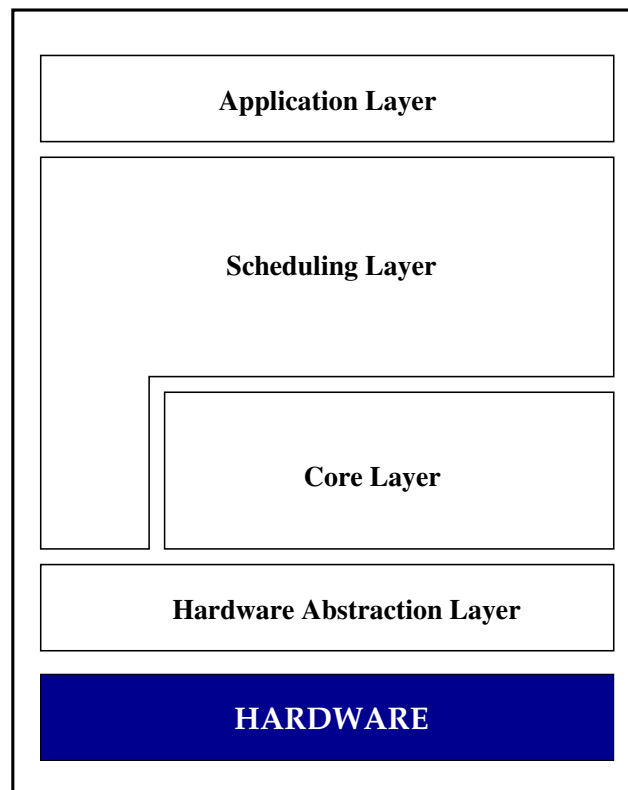 Application Layer
Scheduling Layer
Core Layer
Hardware Abstraction Layer
HARDWARE